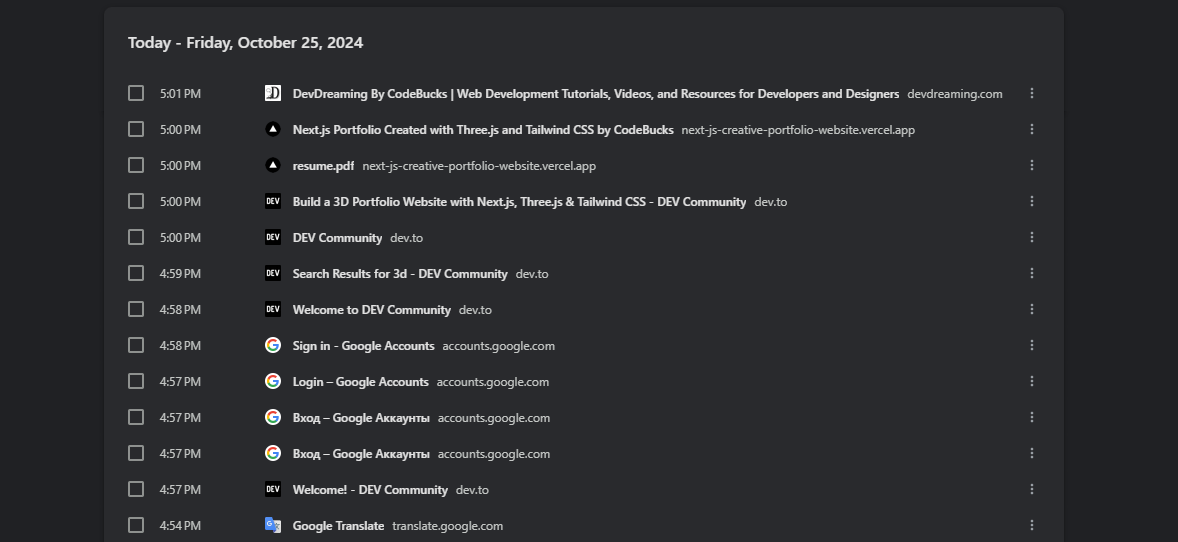 Today - Friday, October 25, 2024
5:01 PM DevDreaming By CodeBucks | Web Development Tutorials, Videos, and Resources for Developers and Designers devdreaming.com
5:00 PM Next.js Portfolio Created with Three.js and Tailwind CSS by CodeBucks next-js-creative-portfolio-website.vercel.app
5:00 PM resume.pdf next-js-creative-portfolio-website.vercel.app
5:00 PM DEV Build a 3D Portfolio Website with Next.js, Three.js & Tailwind CSS - DEV Community dev.to
5:00 PM DEV DEV Community dev.to
4:59 PM DEV Search Results for 3d - DEV Community dev.to
4:58 PM DEV Welcome to DEV Community dev.to
4:58 PM Sign in - Google Accounts accounts.google.com
4:57 PM Login – Google Accounts accounts.google.com
4:57 PM Вход – Google Аккаунты accounts.google.com
4:57 PM Вход – Google Аккаунты accounts.google.com
4:57 PM DEV Welcome! - DEV Community dev.to
4:54 PM Google Translate translate.google.com